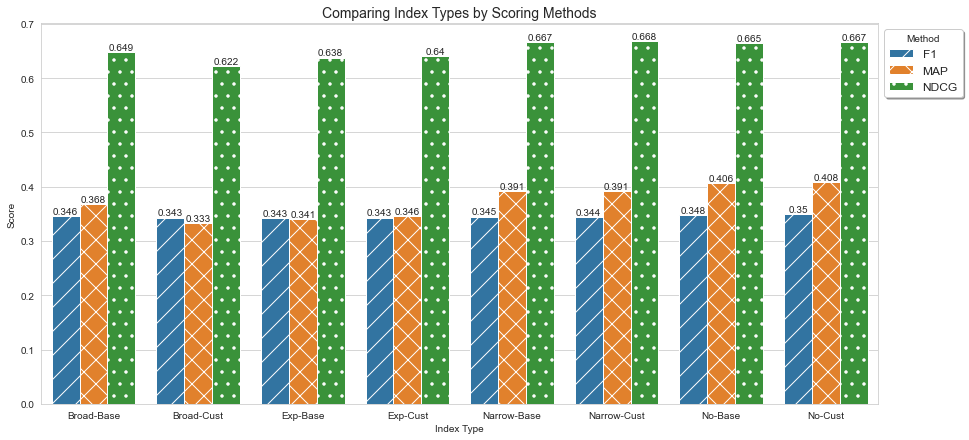 Comparing Index Types by Scoring Methods
0.7
0.6
0.5
0.4
0.3
0.2
0.1
0.0
Score
0.346 0.368 0.649
0.343 0.333 0.622
0.343 0.341 0.638
0.343 0.346 0.64
0.345 0.391 0.667
0.344 0.391 0.668
0.348 0.406 0.665
0.35 0.408 0.667
Broad-Base Broad-Cust Exp-Base Exp-Cust Narrow-Base Narrow-Cust No-Base No-Cust
Index Type
Method
F1
MAP
NDCG